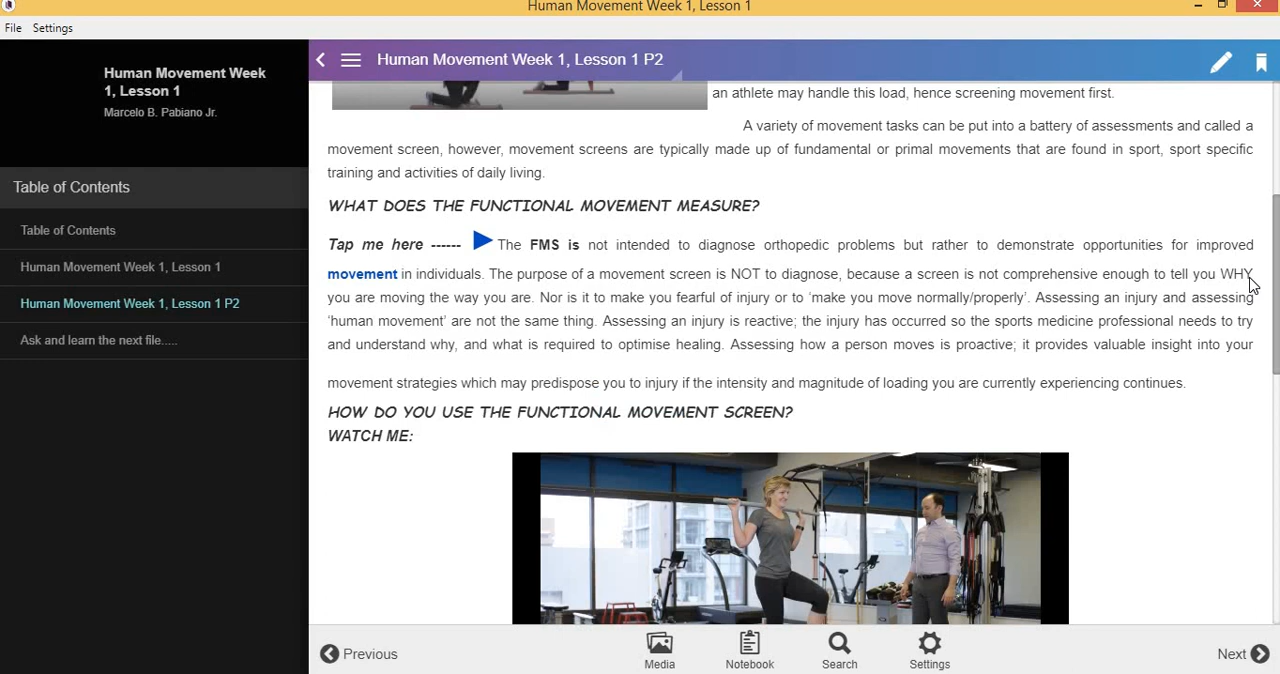 Human Movement Week 1, Lesson 1
File Settings
Human Movement Week
1, Lesson 1
Marcelo B. Pabiano Jr.
Table of Contents
Table of Contents
Human Movement Week 1, Lesson 1
Human Movement Week 1, Lesson 1 P2
Ask and learn the next file.....
Human Movement Week 1, Lesson 1 P2
an athlete may handle this load, hence screening movement first.
A variety of movement tasks can be put into a battery of assessments and called a
movement screen, however, movement screens are typically made up of fundamental or primal movements that are found in sport, sport specific
training and activities of daily living.
WHAT DOES THE FUNCTIONAL MOVEMENT MEASURE?
Tap me here ------ The FMS is not intended to diagnose orthopedic problems but rather to demonstrate opportunities for improved
movement in individuals. The purpose of a movement screen is NOT to diagnose, because a screen is not comprehensive enough to tell you WHY
you are moving the way you are. Nor is it to make you fearful of injury or to ‘make you move normally/properly’. Assessing an injury and assessing
‘human movement’ are not the same thing. Assessing an injury is reactive; the injury has occurred so the sports medicine professional needs to try
and understand why, and what is required to optimise healing. Assessing how a person moves is proactive; it provides valuable insight into your
movement strategies which may predispose you to injury if the intensity and magnitude of loading you are currently experiencing continues.
HOW DO YOU USE THE FUNCTIONAL MOVEMENT SCREEN?
WATCH ME:
Previous
Media
Notebook
Search
Settings
Next